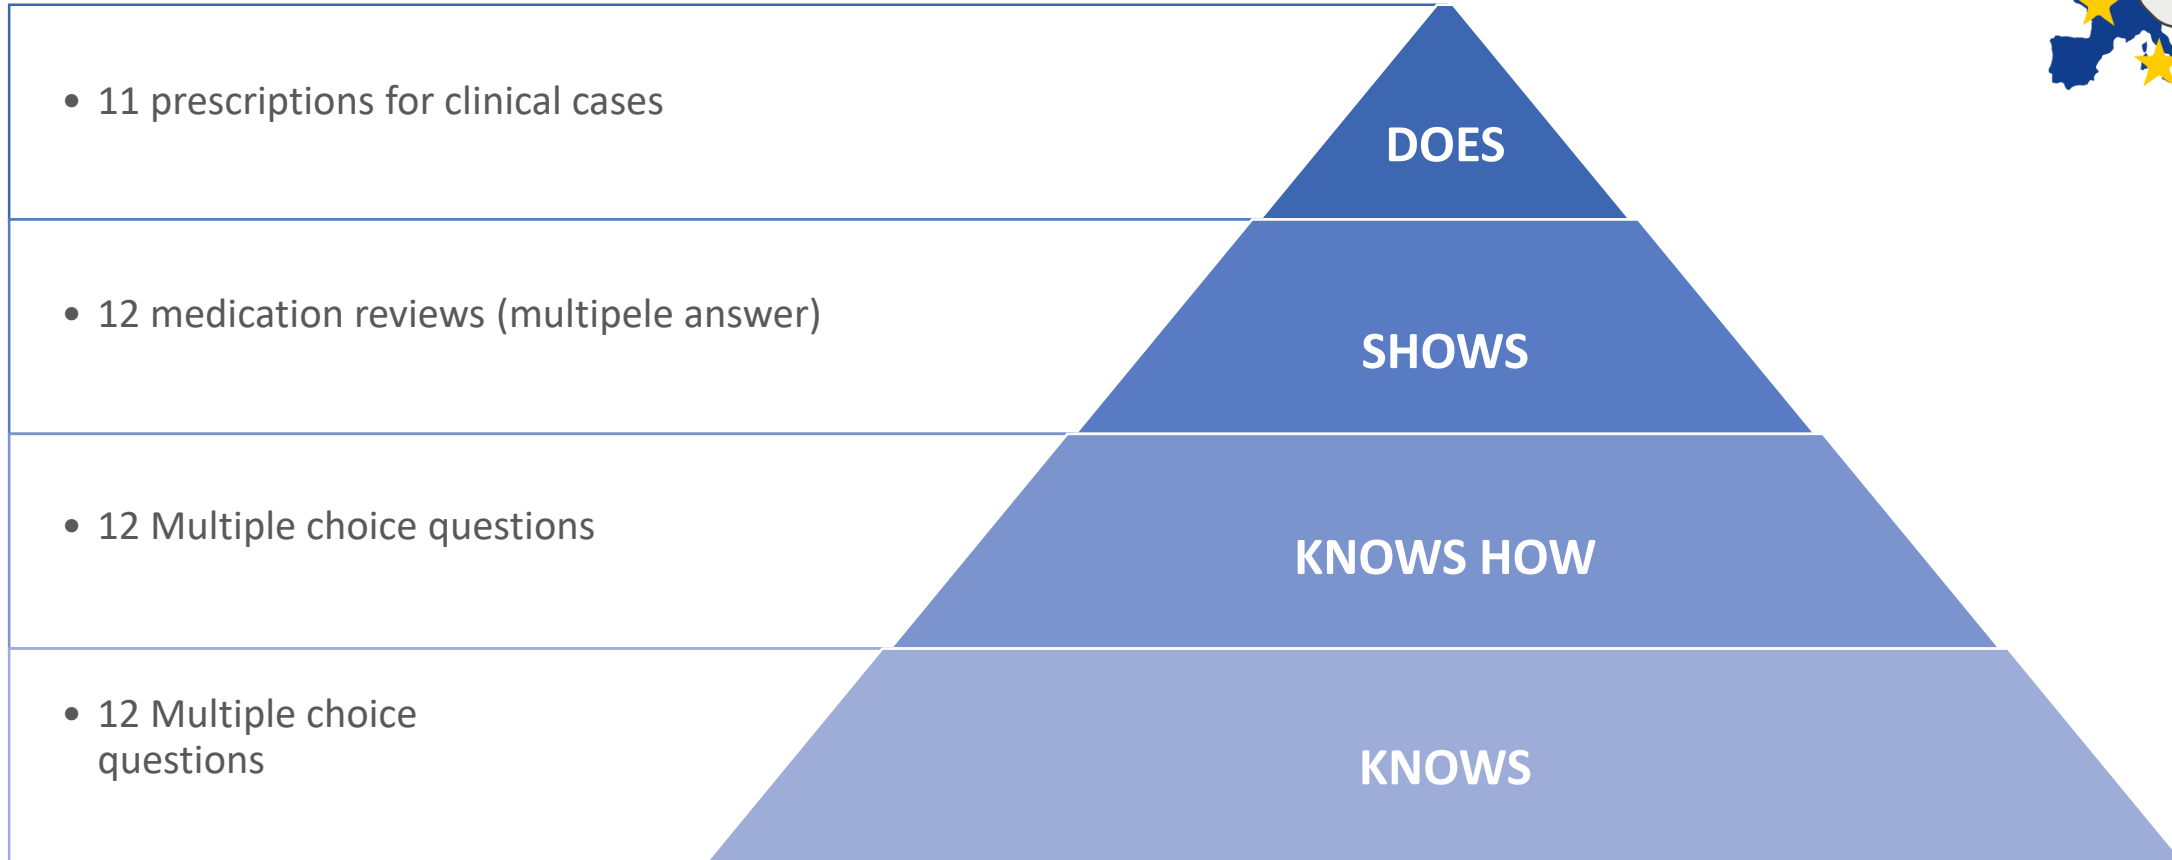 • 11 prescriptions for clinical cases
DOES
• 12 medication reviews (multipele answer)
SHOWS
• 12 Multiple choice questions
KNOWS HOW
• 12 Multiple choice
questions
KNOWS